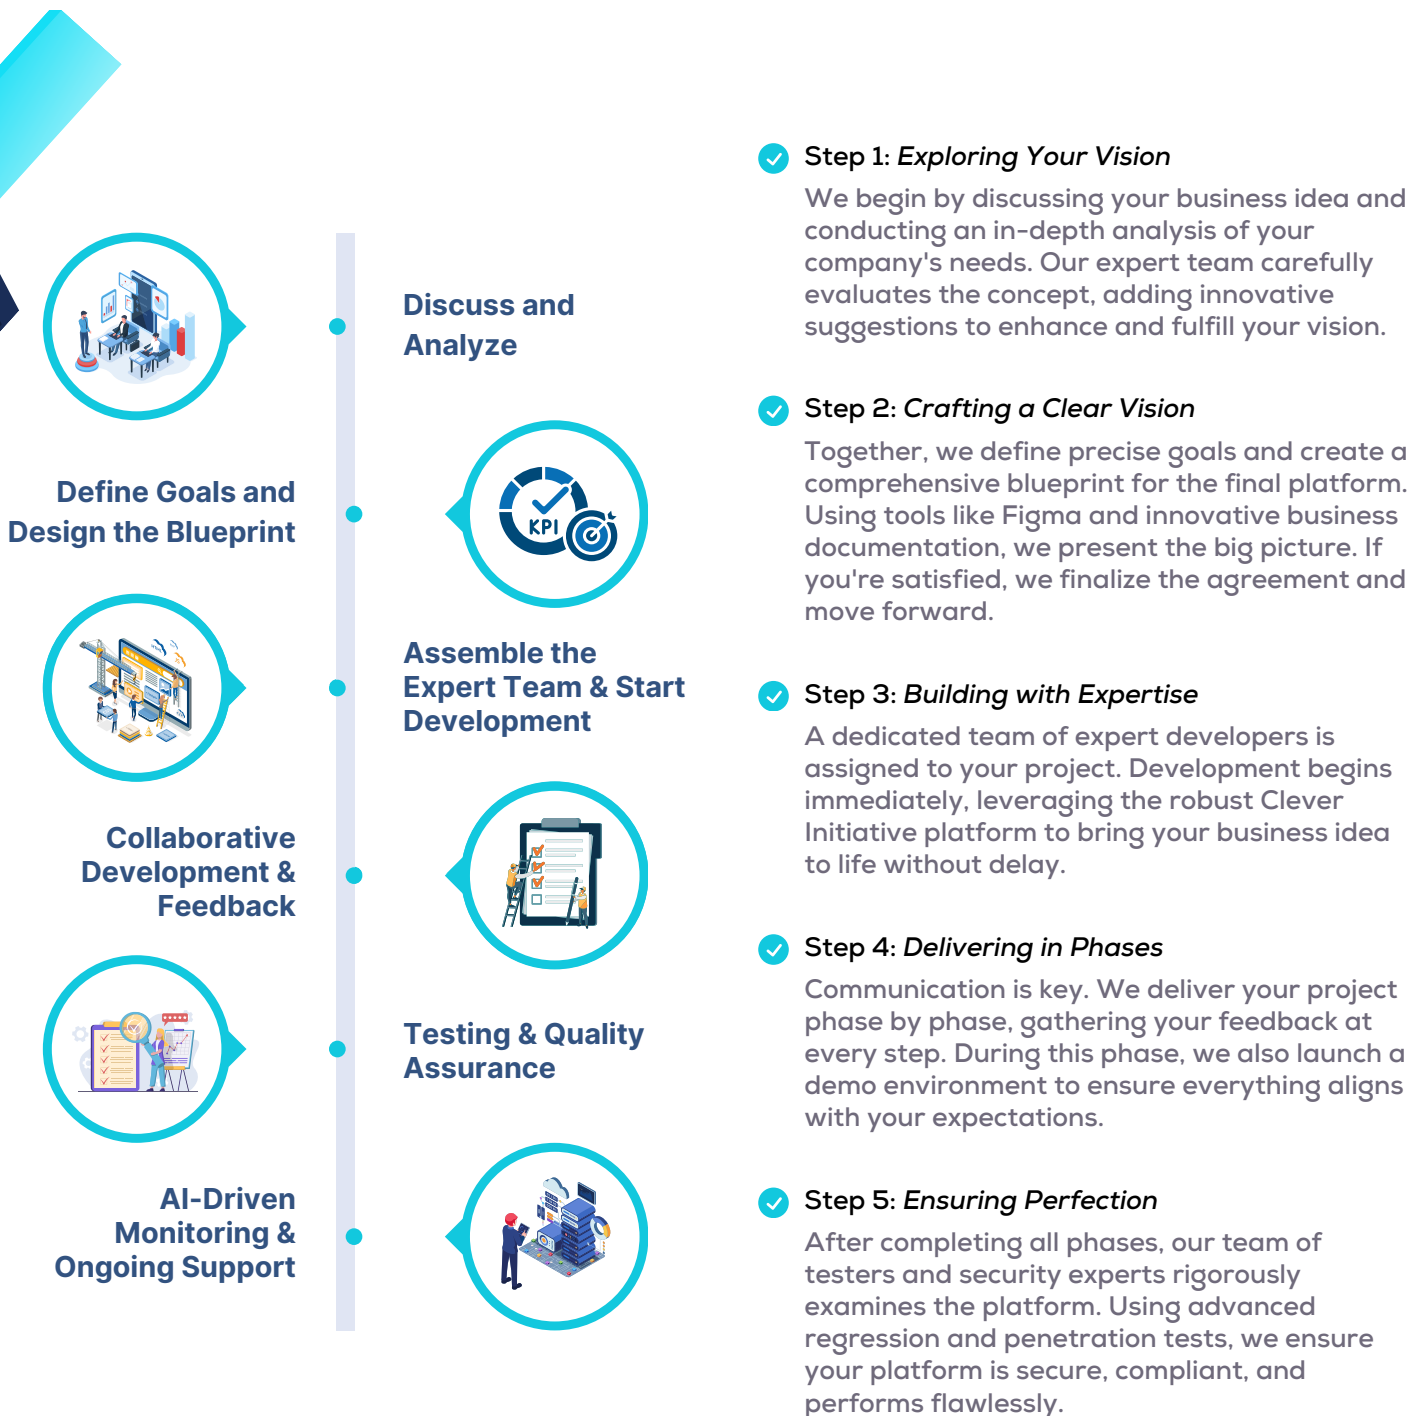 Discuss and
Analyze
Define Goals and
Design the Blueprint
KPI
Assemble the
Expert Team & Start
Development
Collaborative
Development &
Feedback
Testing & Quality
Assurance
AI-Driven
Monitoring &
Ongoing Support
Step 1: Exploring Your Vision
We begin by discussing your business idea and
conducting an in-depth analysis of your
company's needs. Our expert team carefully
evaluates the concept, adding innovative
suggestions to enhance and fulfill your vision.
Step 2: Crafting a Clear Vision
Together, we define precise goals and create a
comprehensive blueprint for the final platform.
Using tools like Figma and innovative business
documentation, we present the big picture. If
you're satisfied, we finalize the agreement and
move forward.
Step 3: Building with Expertise
A dedicated team of expert developers is
assigned to your project. Development begins
immediately, leveraging the robust Clever
Initiative platform to bring your business idea
to life without delay.
Step 4: Delivering in Phases
Communication is key. We deliver your project
phase by phase, gathering your feedback at
every step. During this phase, we also launch a
demo environment to ensure everything aligns
with your expectations.
Step 5: Ensuring Perfection
After completing all phases, our team of
testers and security experts rigorously
examines the platform. Using advanced
regression and penetration tests, we ensure
your platform is secure, compliant, and
performs flawlessly.